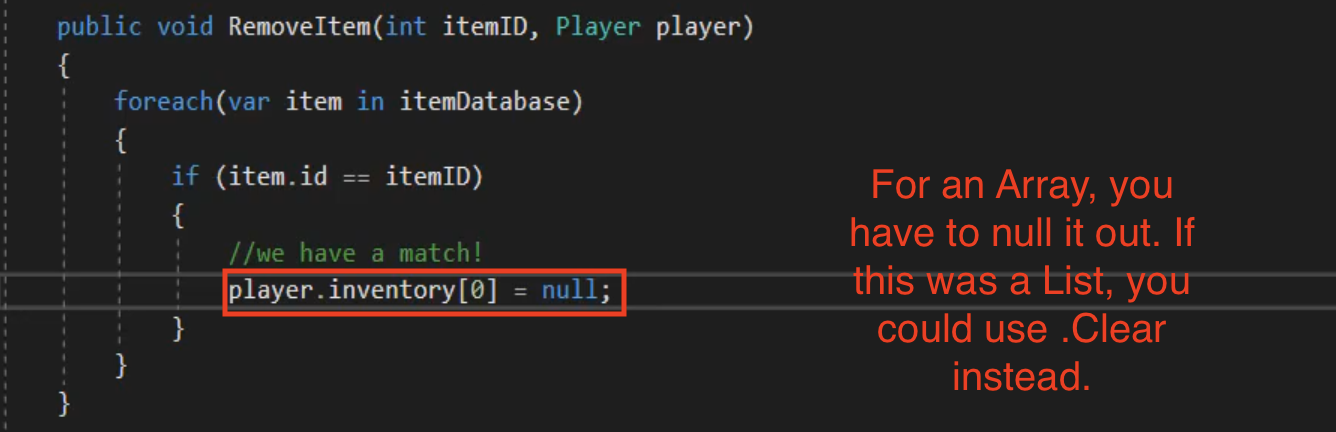 public void RemoveItem(int itemID, Player player)
{
foreach(var item in itemDatabase)
{
if (item.id == itemID)
{
//we have a match!
player.inventory[0] = null;
}
}
}
For an Array, you
have to null it out. If
this was a List, you
could use .Clear
instead.